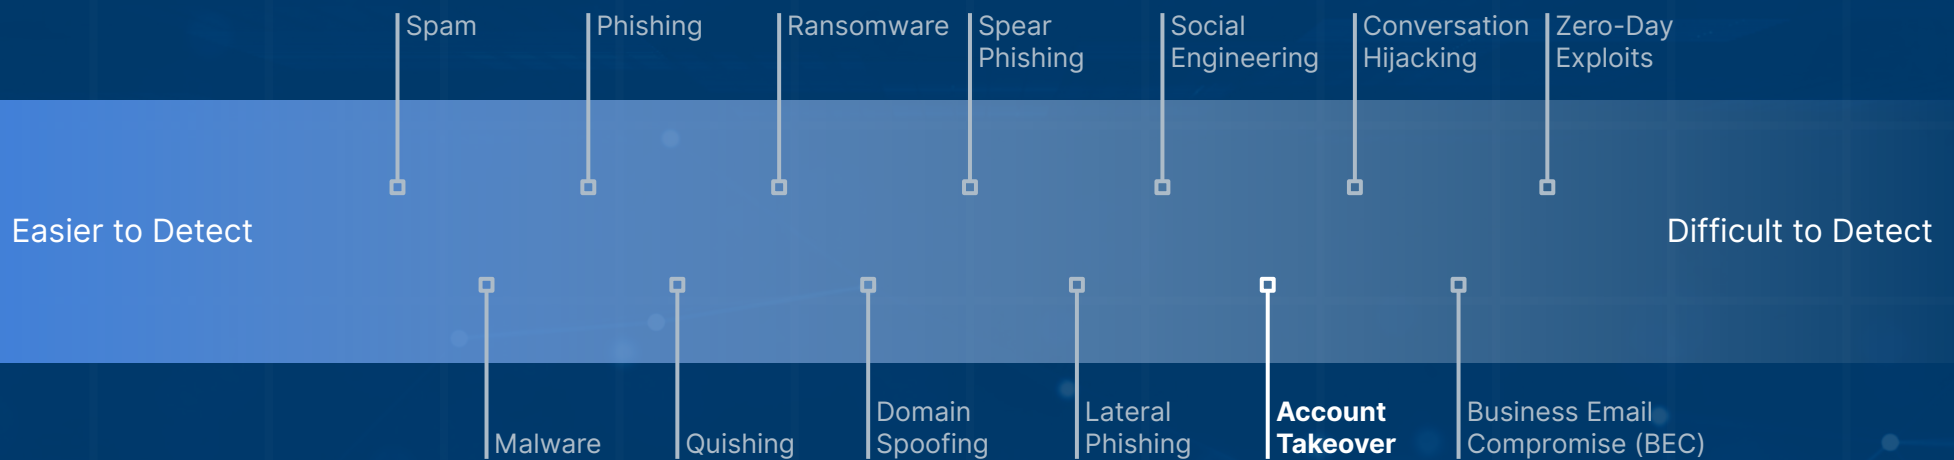 Spam
Phishing
Ransomware
Spear
Phishing
Social
Engineering
Conversation
Hijacking
Zero-Day
Exploits
Easier to Detect
Difficult to Detect
Malware
Quishing
Domain
Spoofing
Lateral
Phishing
Account
Takeover
Business Email
Compromise (BEC)